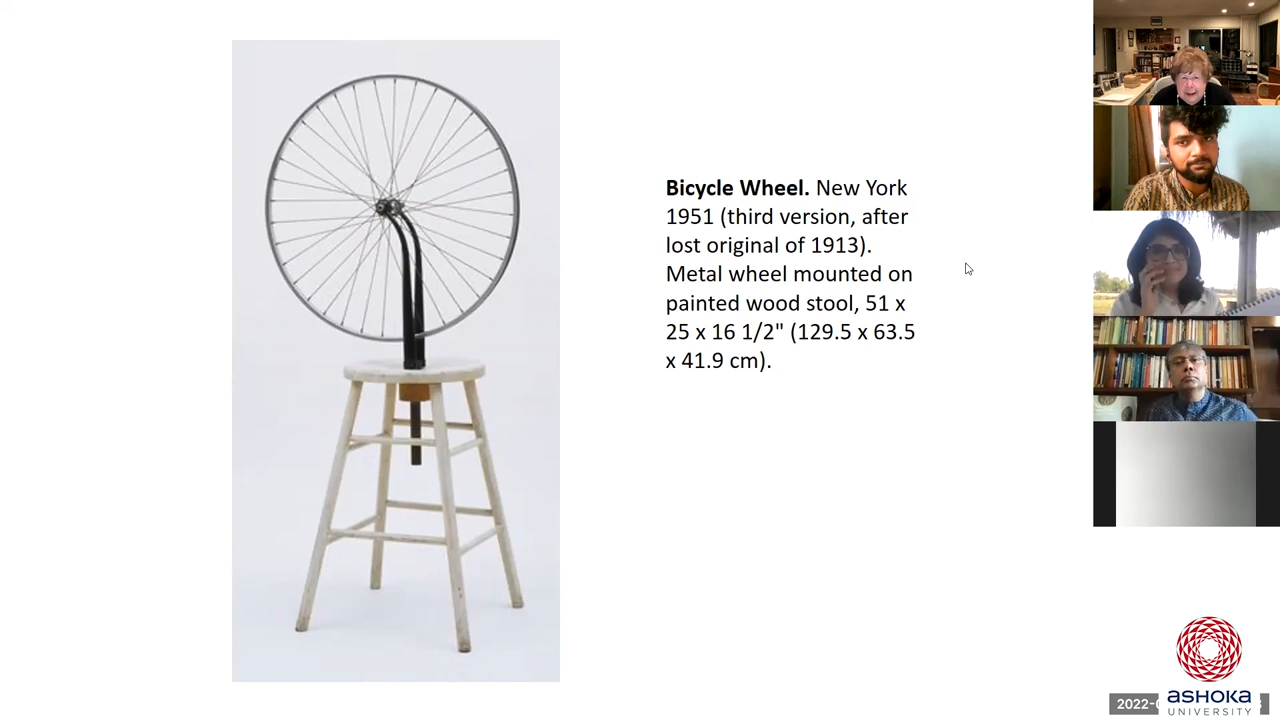 Bicycle Wheel. New York
1951 (third version, after
lost original of 1913).
Metal wheel mounted on
painted wood stool, 51 x
25 x 16 1/2" (129.5 x 63.5
x 41.9 cm).
ASHOKA
UNIVERSITY